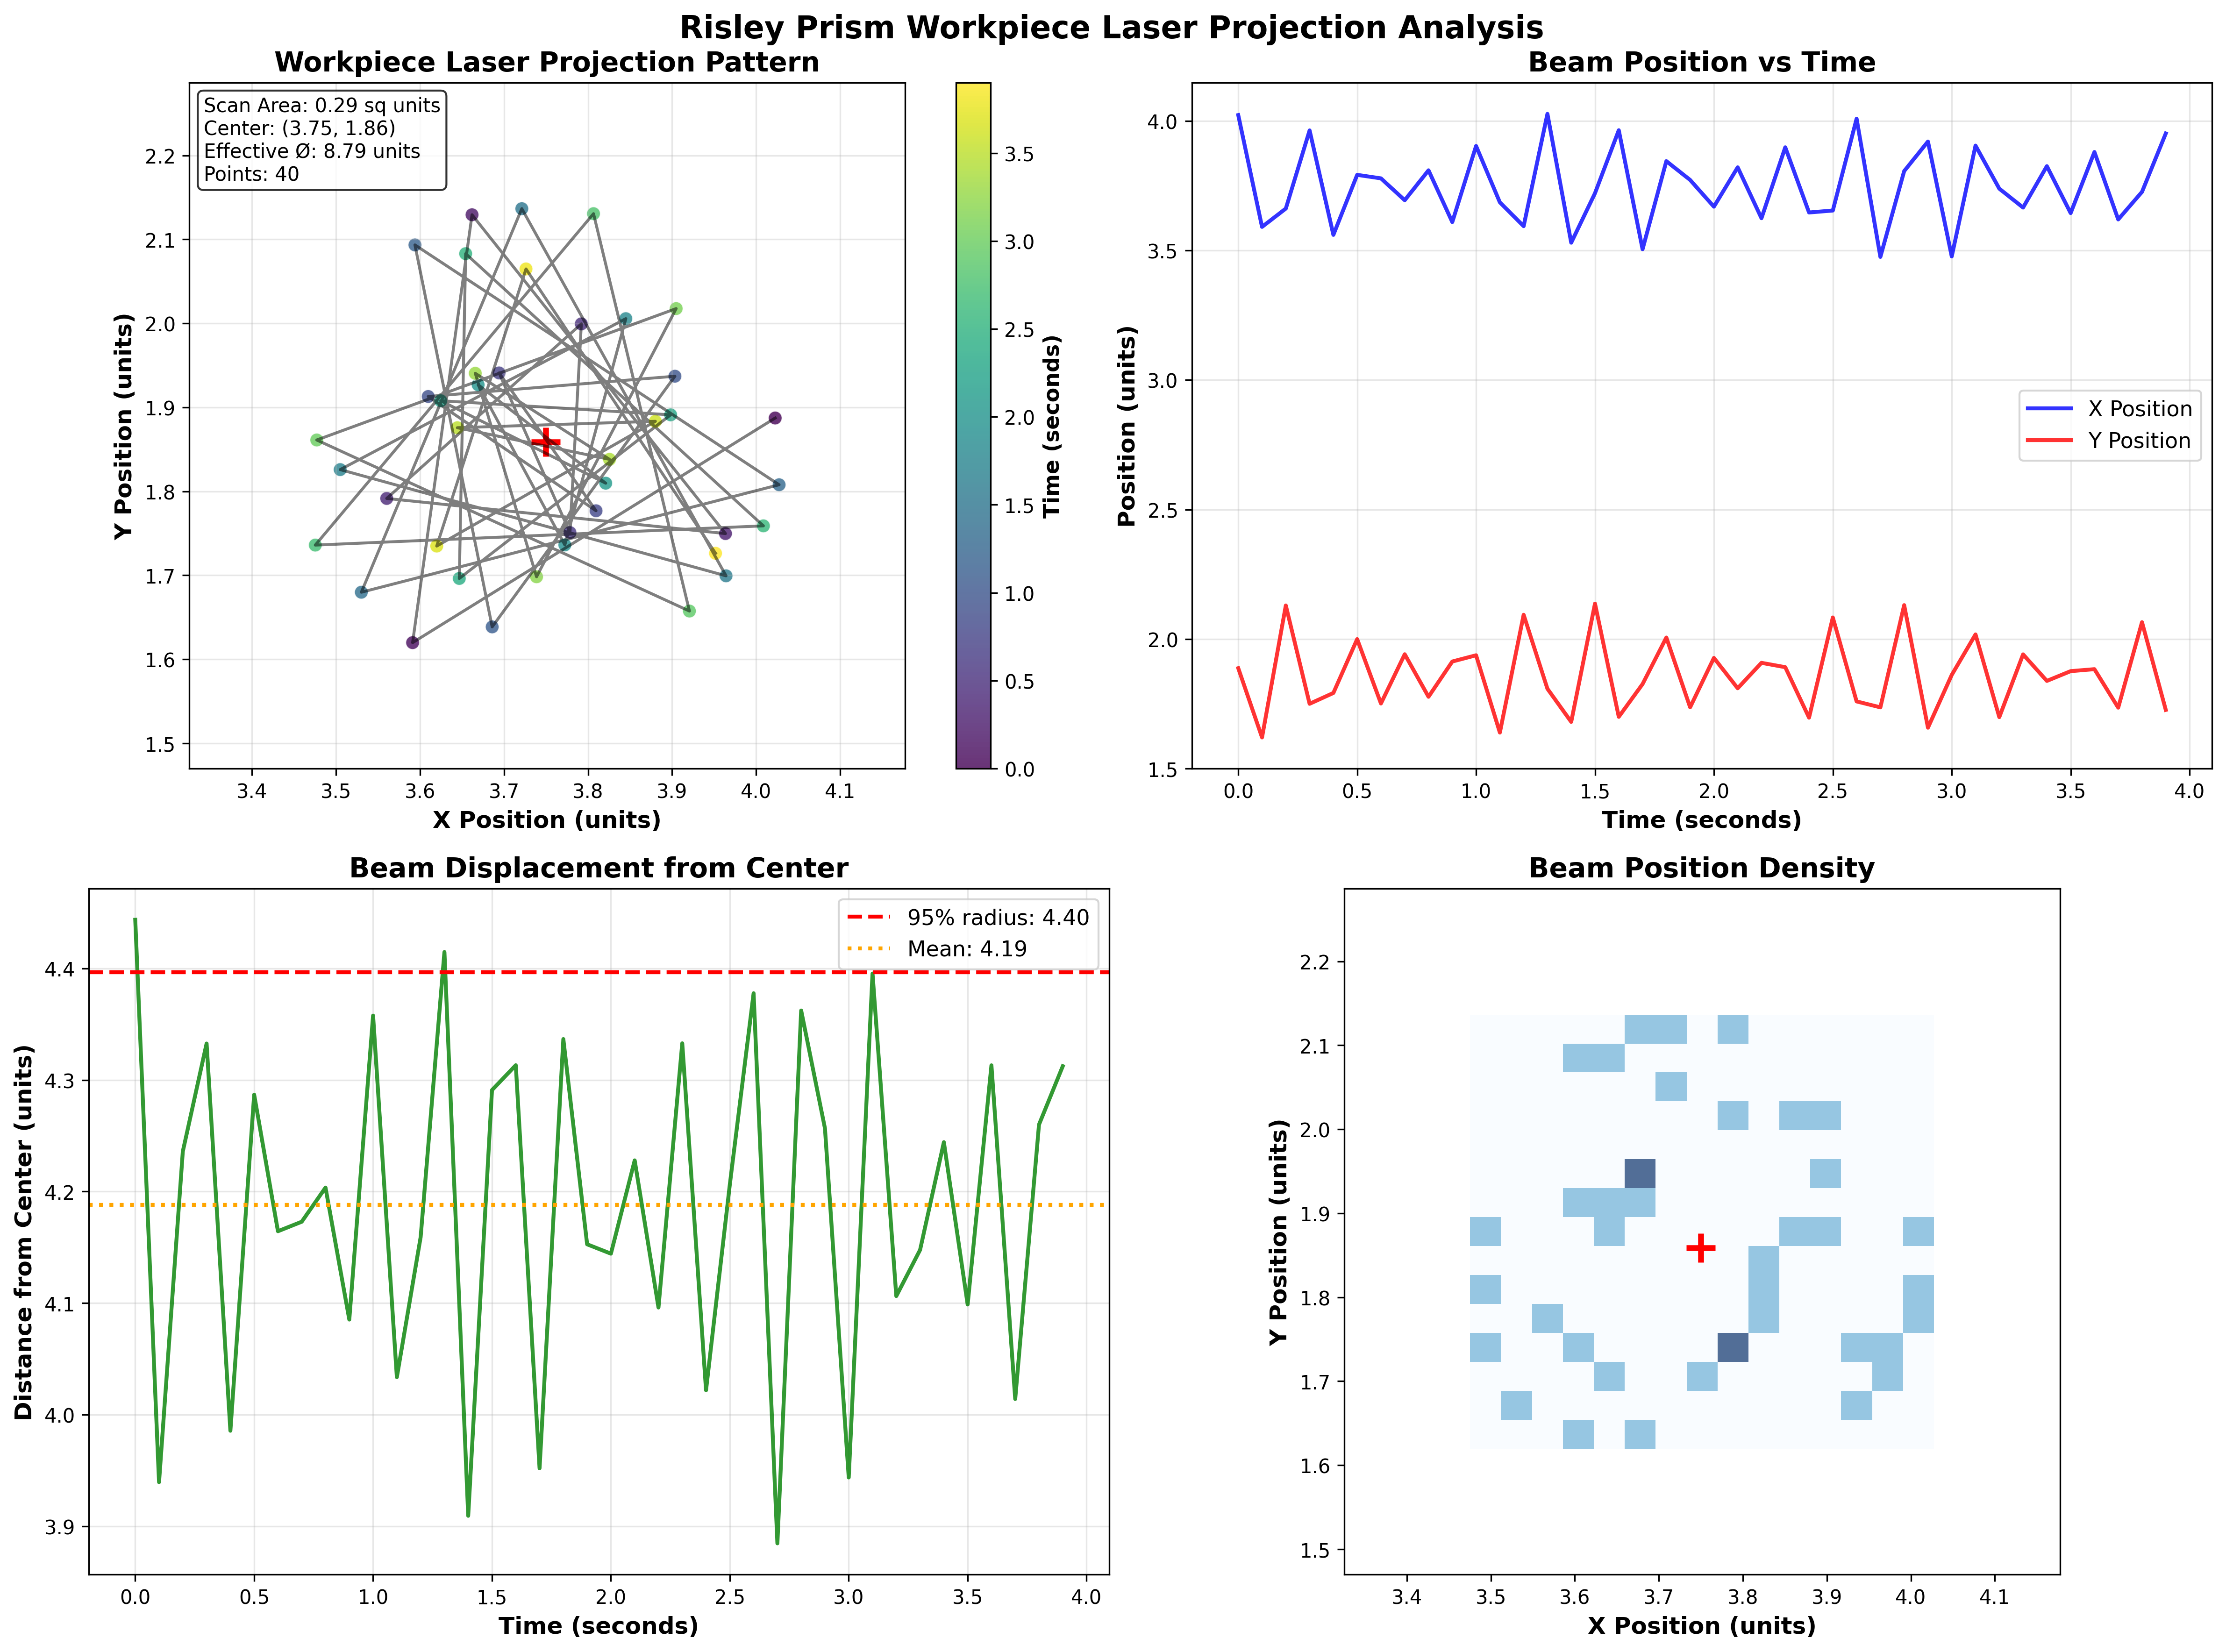 Risley Prism Workpiece Laser Projection Analysis
Workpiece Laser Projection Pattern
Scan Area: 0.29 sq units
Center: (3.75, 1.86)
Effective Ø: 8.79 units
Points: 40
2.2
2.1
2.0
1.9
1.8
1.7
1.6
1.5
Y Position (units)
3.4 3.5 3.6 3.7 3.8 3.9 4.0 4.1
X Position (units)
3.5
3.0
2.5
2.0
1.5
1.0
0.5
0.0
Time (seconds)
Beam Position vs Time
4.0
3.5
3.0
2.5
2.0
1.5
Position (units)
X Position
Y Position
0.0 0.5 1.0 1.5 2.0 2.5 3.0 3.5 4.0
Time (seconds)
Beam Displacement from Center
95% radius: 4.40
Mean: 4.19
4.4
4.3
4.2
4.1
4.0
3.9
Distance from Center (units)
0.0 0.5 1.0 1.5 2.0 2.5 3.0 3.5 4.0
Time (seconds)
Beam Position Density
2.2
2.1
2.0
1.9
1.8
1.7
1.6
1.5
Y Position (units)
3.4 3.5 3.6 3.7 3.8 3.9 4.0 4.1
X Position (units)